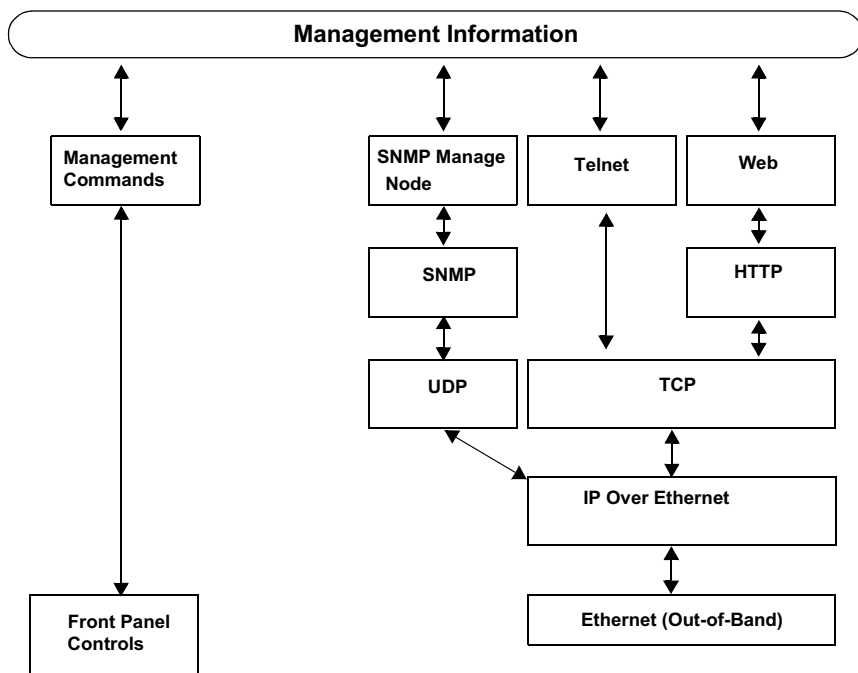 Management Information
Management
Commands
SNMP Manage
Node
Telnet
Web
SNMP
HTTP
UDP
TCP
IP Over Ethernet
Front Panel
Controls
Ethernet (Out-of-Band)